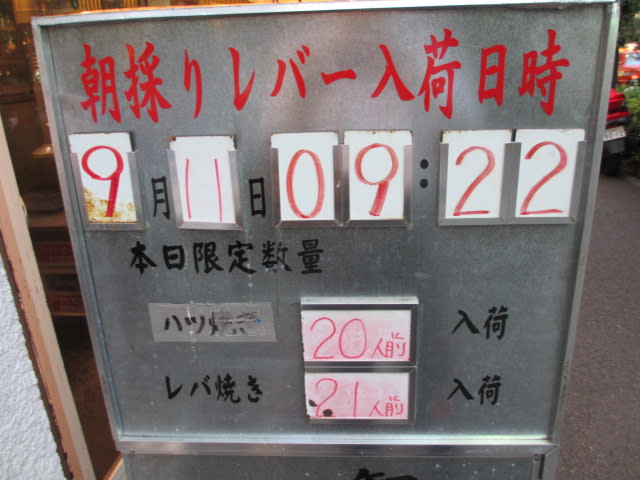 朝採りレバー入荷日時
9月11日09:22
本日限定数量
ハツ焼き 20人前 入荷
レバ焼き 21人前 入荷